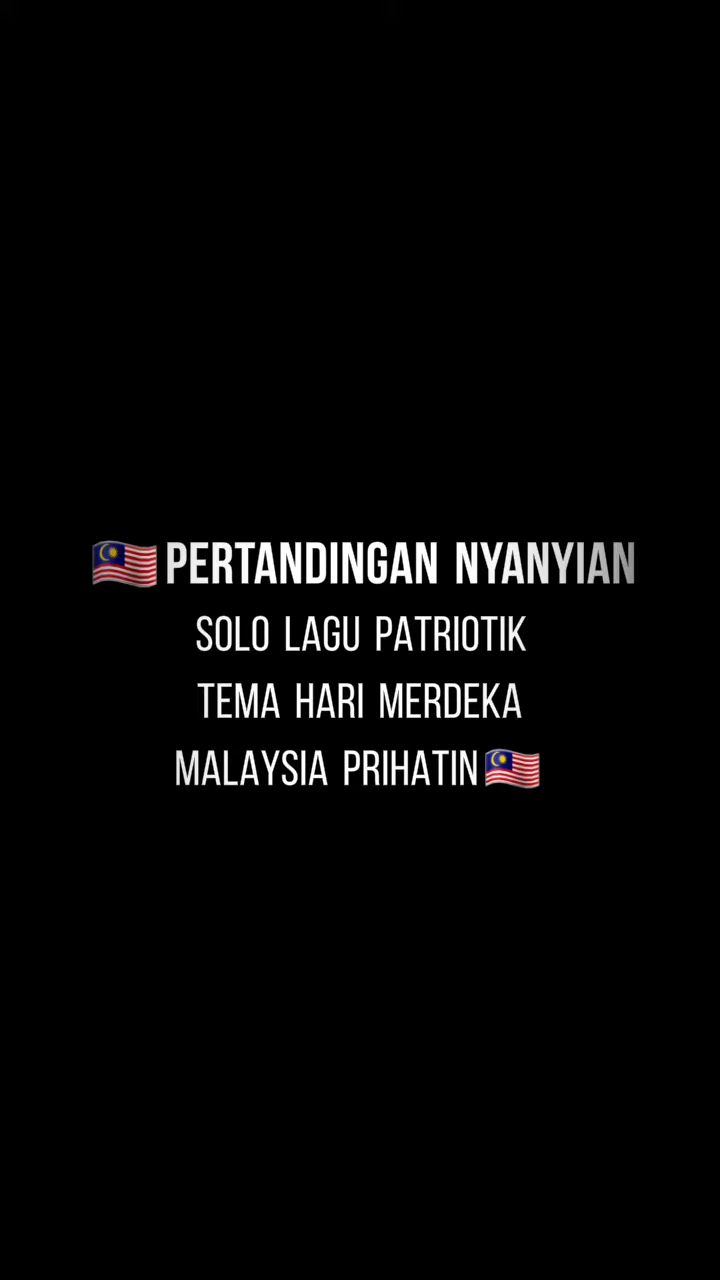 🇲🇾PERTANDINGAN NYANYIAN
SOLO LAGU PATRIOTIK
TEMA HARI MERDEKA
MALAYSIA PRIHATIN🇲🇾